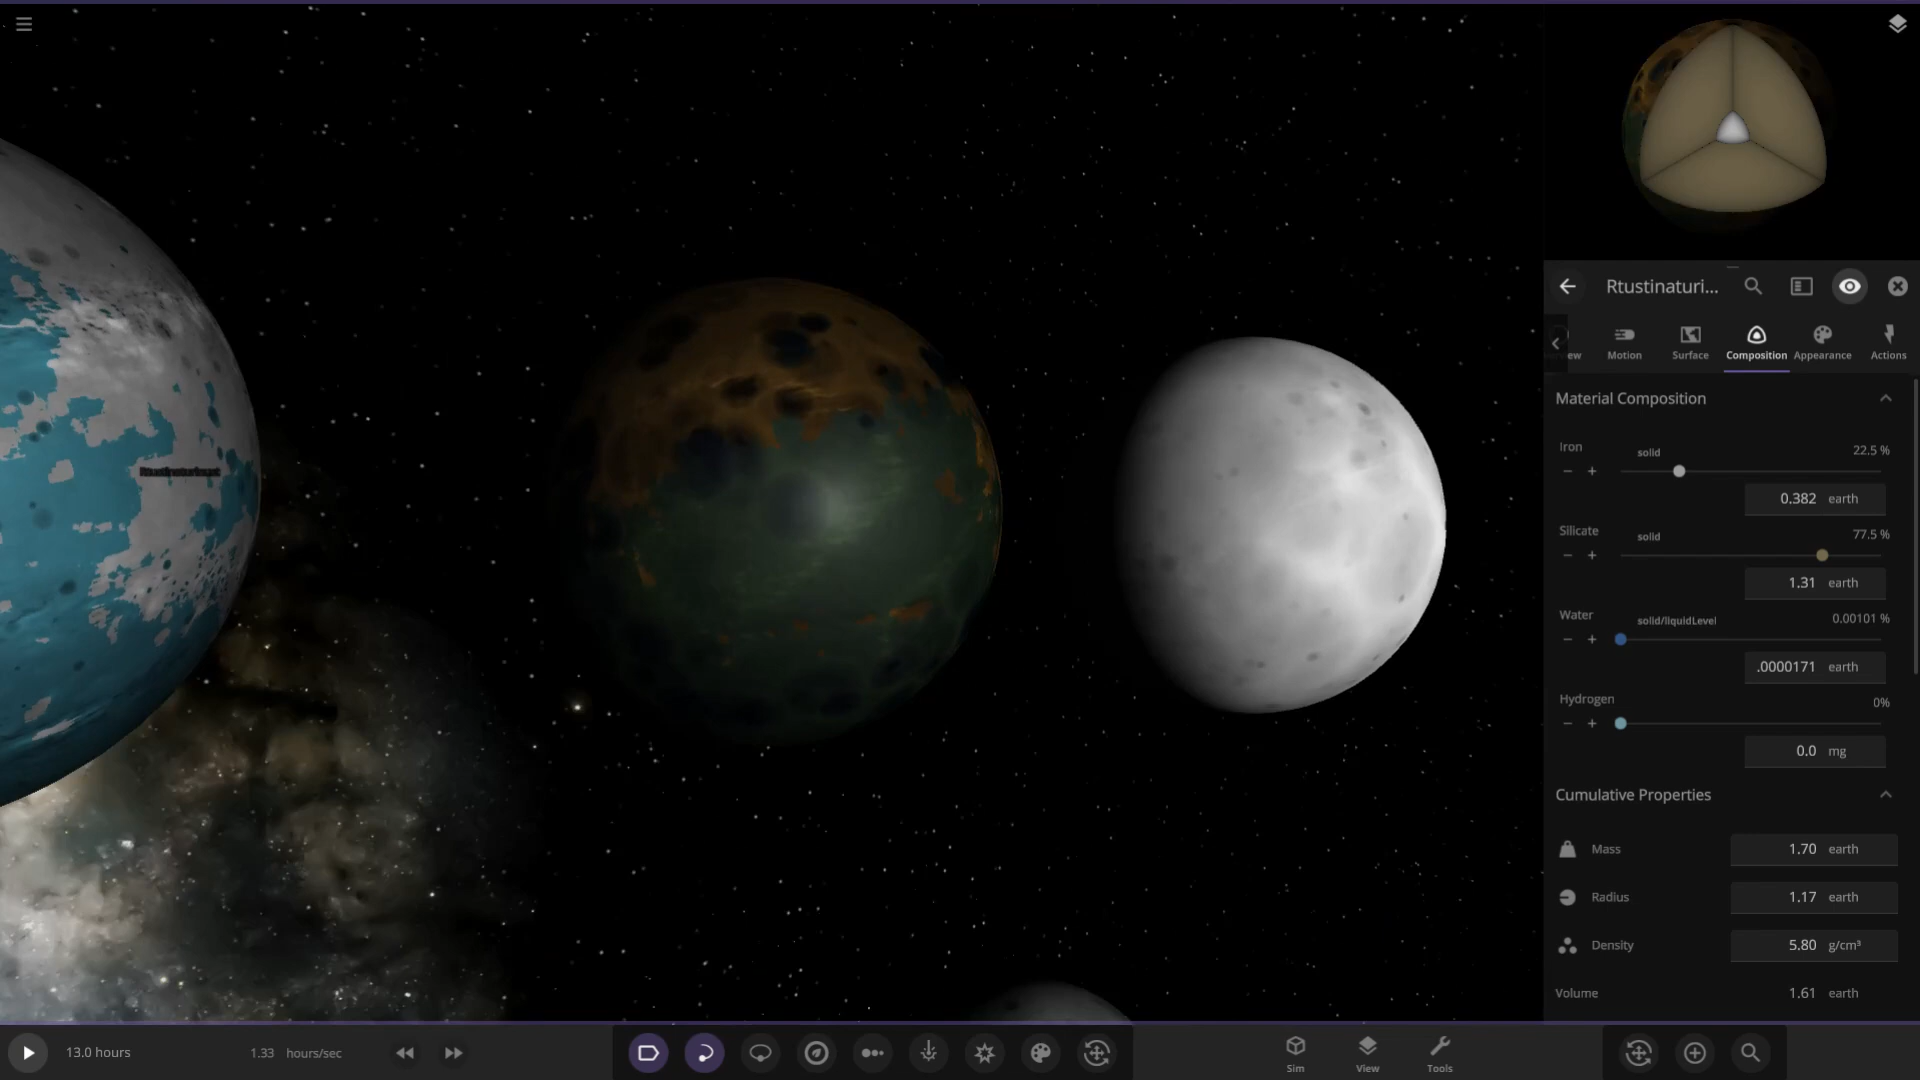 Rtustinaturi...
ew
Motion
Surface
Composition
Appearance
Actions
Material Composition
Iron
solid
22.5 %
0.382 earth
Silicate
solid
77.5 %
1.31 earth
Water
solid/liquidLevel
0.00101 %
.0000171 earth
Hydrogen
0%
0.0 mg
Cumulative Properties
Mass 1.70 earth
Radius 1.17 earth
Density 5.80 g/cm³
Volume 1.61 earth
13.0 hours
1.33 hours/sec
Sim
View
Tools